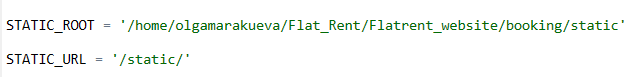 STATIC_ROOT = '/home/olgamarakueva/Flat_Rent/Flatrent_website/booking/static'
STATIC_URL = '/static/'